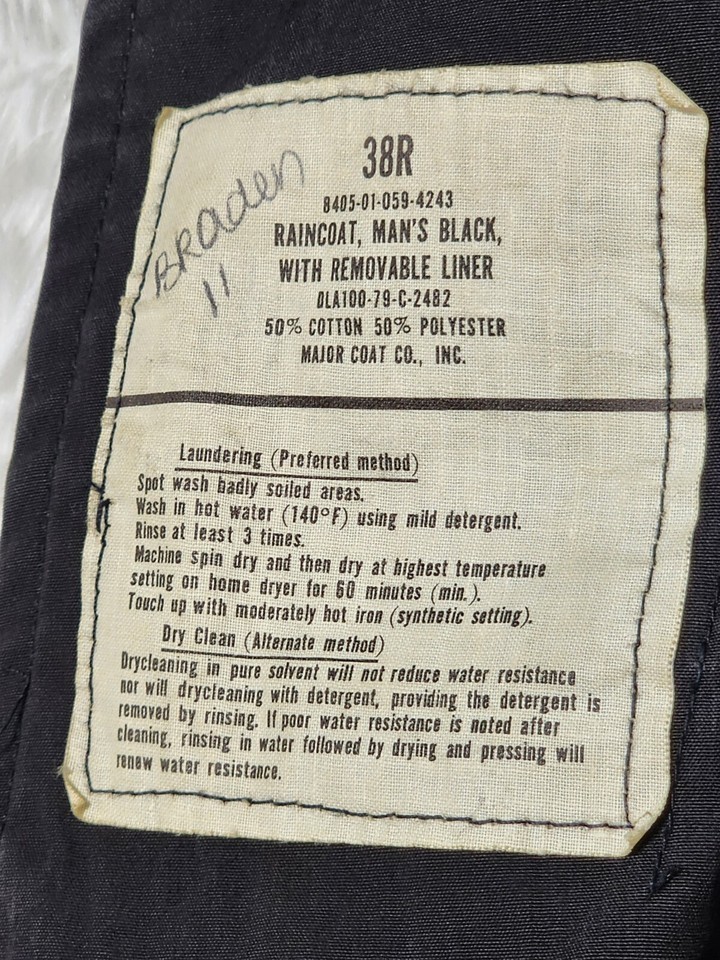 38R
8405-01-059-4243
RAINCOAT, MAN'S BLACK,
WITH REMOVABLE LINER
DLA100-79-C-2482
50% COTTON 50% POLYESTER
MAJOR COAT CO., INC.
BRaden
11
Laundering (Preferred method)
Spot wash badly soiled areas.
Wash in hot water (140°F) using mild detergent.
Rinse at least 3 times.
Machine spin dry and then dry at highest temperature
setting on home dryer for 60 minutes (min.).
Touch up with moderately hot iron (synthetic setting).
Dry Clean (Alternate method)
Drycleaning in pure solvent will not reduce water resistance
nor will drycleaning with detergent, providing the detergent is
removed by rinsing. If poor water resistance is noted after
cleaning, rinsing in water followed by drying and pressing will
renew water resistance.